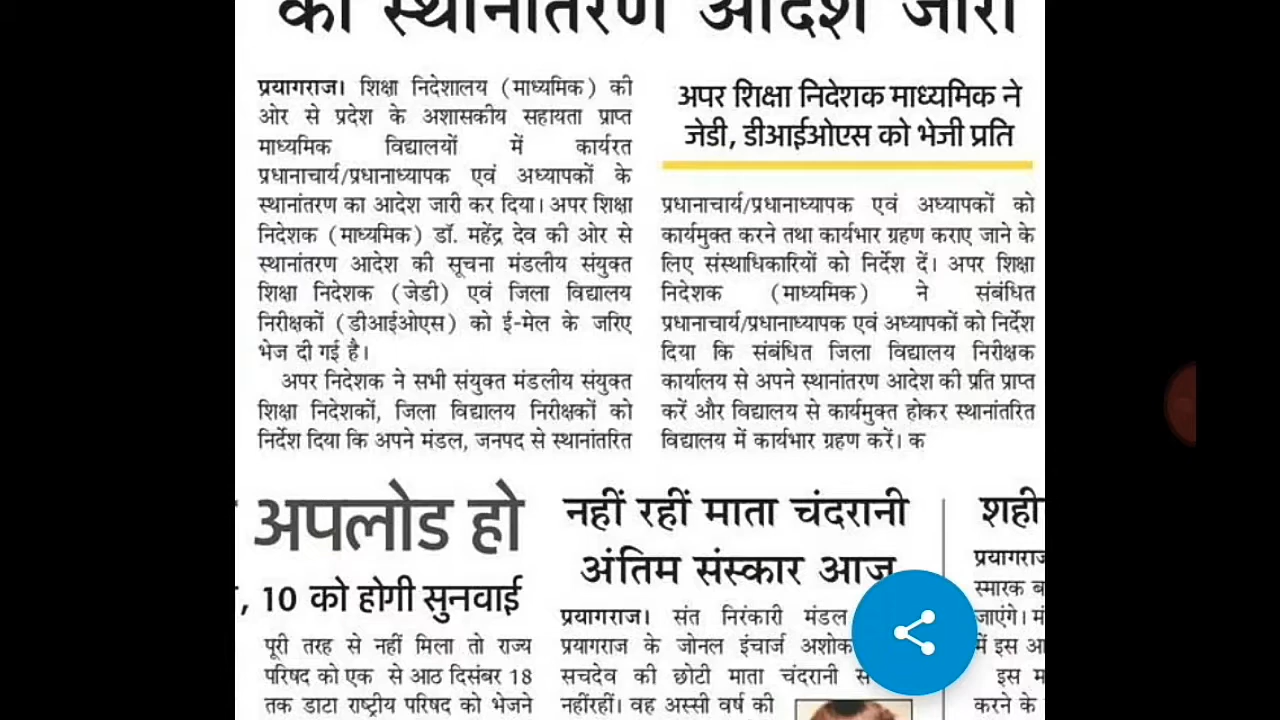 का स्थानांतरण आदेश जारी
प्रयागराज। शिक्षा निदेशालय (माध्यमिक) की
ओर से प्रदेश के अशासकीय सहायता प्राप्त
माध्यमिक विद्यालयों में कार्यरत
प्रधानाचार्य/प्रधानाध्यापक एवं अध्यापकों के
स्थानांतरण का आदेश जारी कर दिया। अपर शिक्षा
निदेशक (माध्यमिक) डॉ. महेंद्र देव की ओर से
स्थानांतरण आदेश की सूचना मंडलीय संयुक्त
शिक्षा निदेशक (जेडी) एवं जिला विद्यालय
निरीक्षकों (डीआईओएस) को ई-मेल के जरिए
भेज दी गई है।
अपर निदेशक ने सभी संयुक्त मंडलीय संयुक्त
शिक्षा निदेशकों, जिला विद्यालय निरीक्षकों को
निर्देश दिया कि अपने मंडल, जनपद से स्थानांतरित
अपर शिक्षा निदेशक माध्यमिक ने
जेडी, डीआईओएस को भेजी प्रति
प्रधानाचार्य/प्रधानाध्यापक एवं अध्यापकों को
कार्यमुक्त करने तथा कार्यभार ग्रहण कराए जाने के
लिए संस्थाधिकारियों को निर्देश दें। अपर शिक्षा
निदेशक (माध्यमिक) ने संबंधित
प्रधानाचार्य/प्रधानाध्यापक एवं अध्यापकों को निर्देश
दिया कि संबंधित जिला विद्यालय निरीक्षक
कार्यालय से अपने स्थानांतरण आदेश की प्रति प्राप्त
करें और विद्यालय से कार्यमुक्त होकर स्थानांतरित
विद्यालय में कार्यभार ग्रहण करें। क
अपलोड हो
, 10 को होगी सुनवाई
पूरी तरह से नहीं मिला तो राज्य
परिषद को एक से आठ दिसंबर 18
तक डाटा राष्ट्रीय परिषद को भेजने
नहीं रहीं माता चंदरानी
अंतिम संस्कार आज
प्रयागराज। संत निरंकारी मंडल
प्रयागराज के जोनल इंचार्ज अशोक
सचदेव की छोटी माता चंदरानी स
नहींरहीं। वह अस्सी वर्ष की
शही
प्रयागराज
स्मारक ब
जाएंगे। मं
में इस आ
इस म
करने के